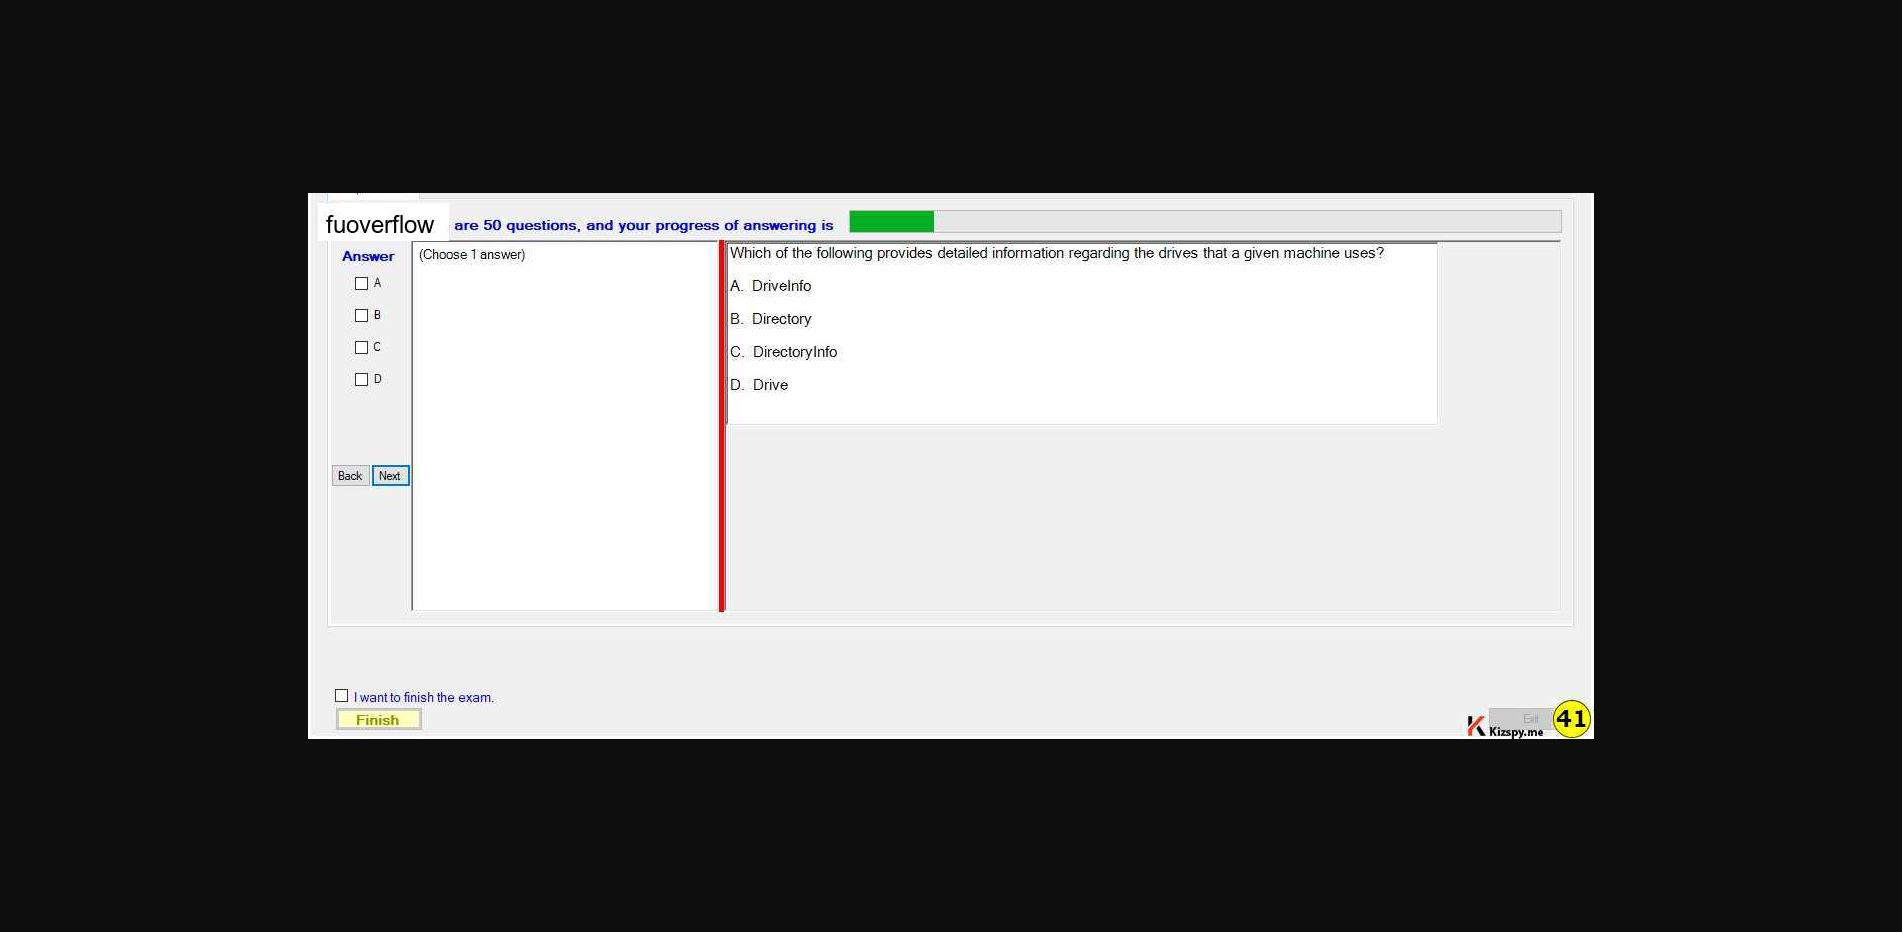 fuoverflow are 50 questions, and your progress of answering is
Answer
(Choose 1 answer)
A
B
C
D
Back Next
Which of the following provides detailed information regarding the drives that a given machine uses?
A. DriveInfo
B. Directory
C. DirectoryInfo
D. Drive
I want to finish the exam.
Finish
Exit
Kizspy.me
41